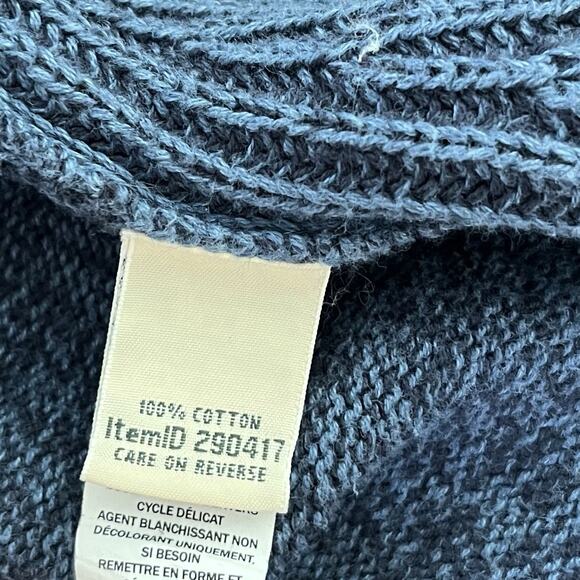 100% COTTON
ItemID 290417
CARE ON REVERSE
CYCLE DÉLICAT
AGENT BLANCHISSANT NON
DÉCOLORANT UNIQUEMENT,
SI BESOIN
REMETTRE EN FORME ET